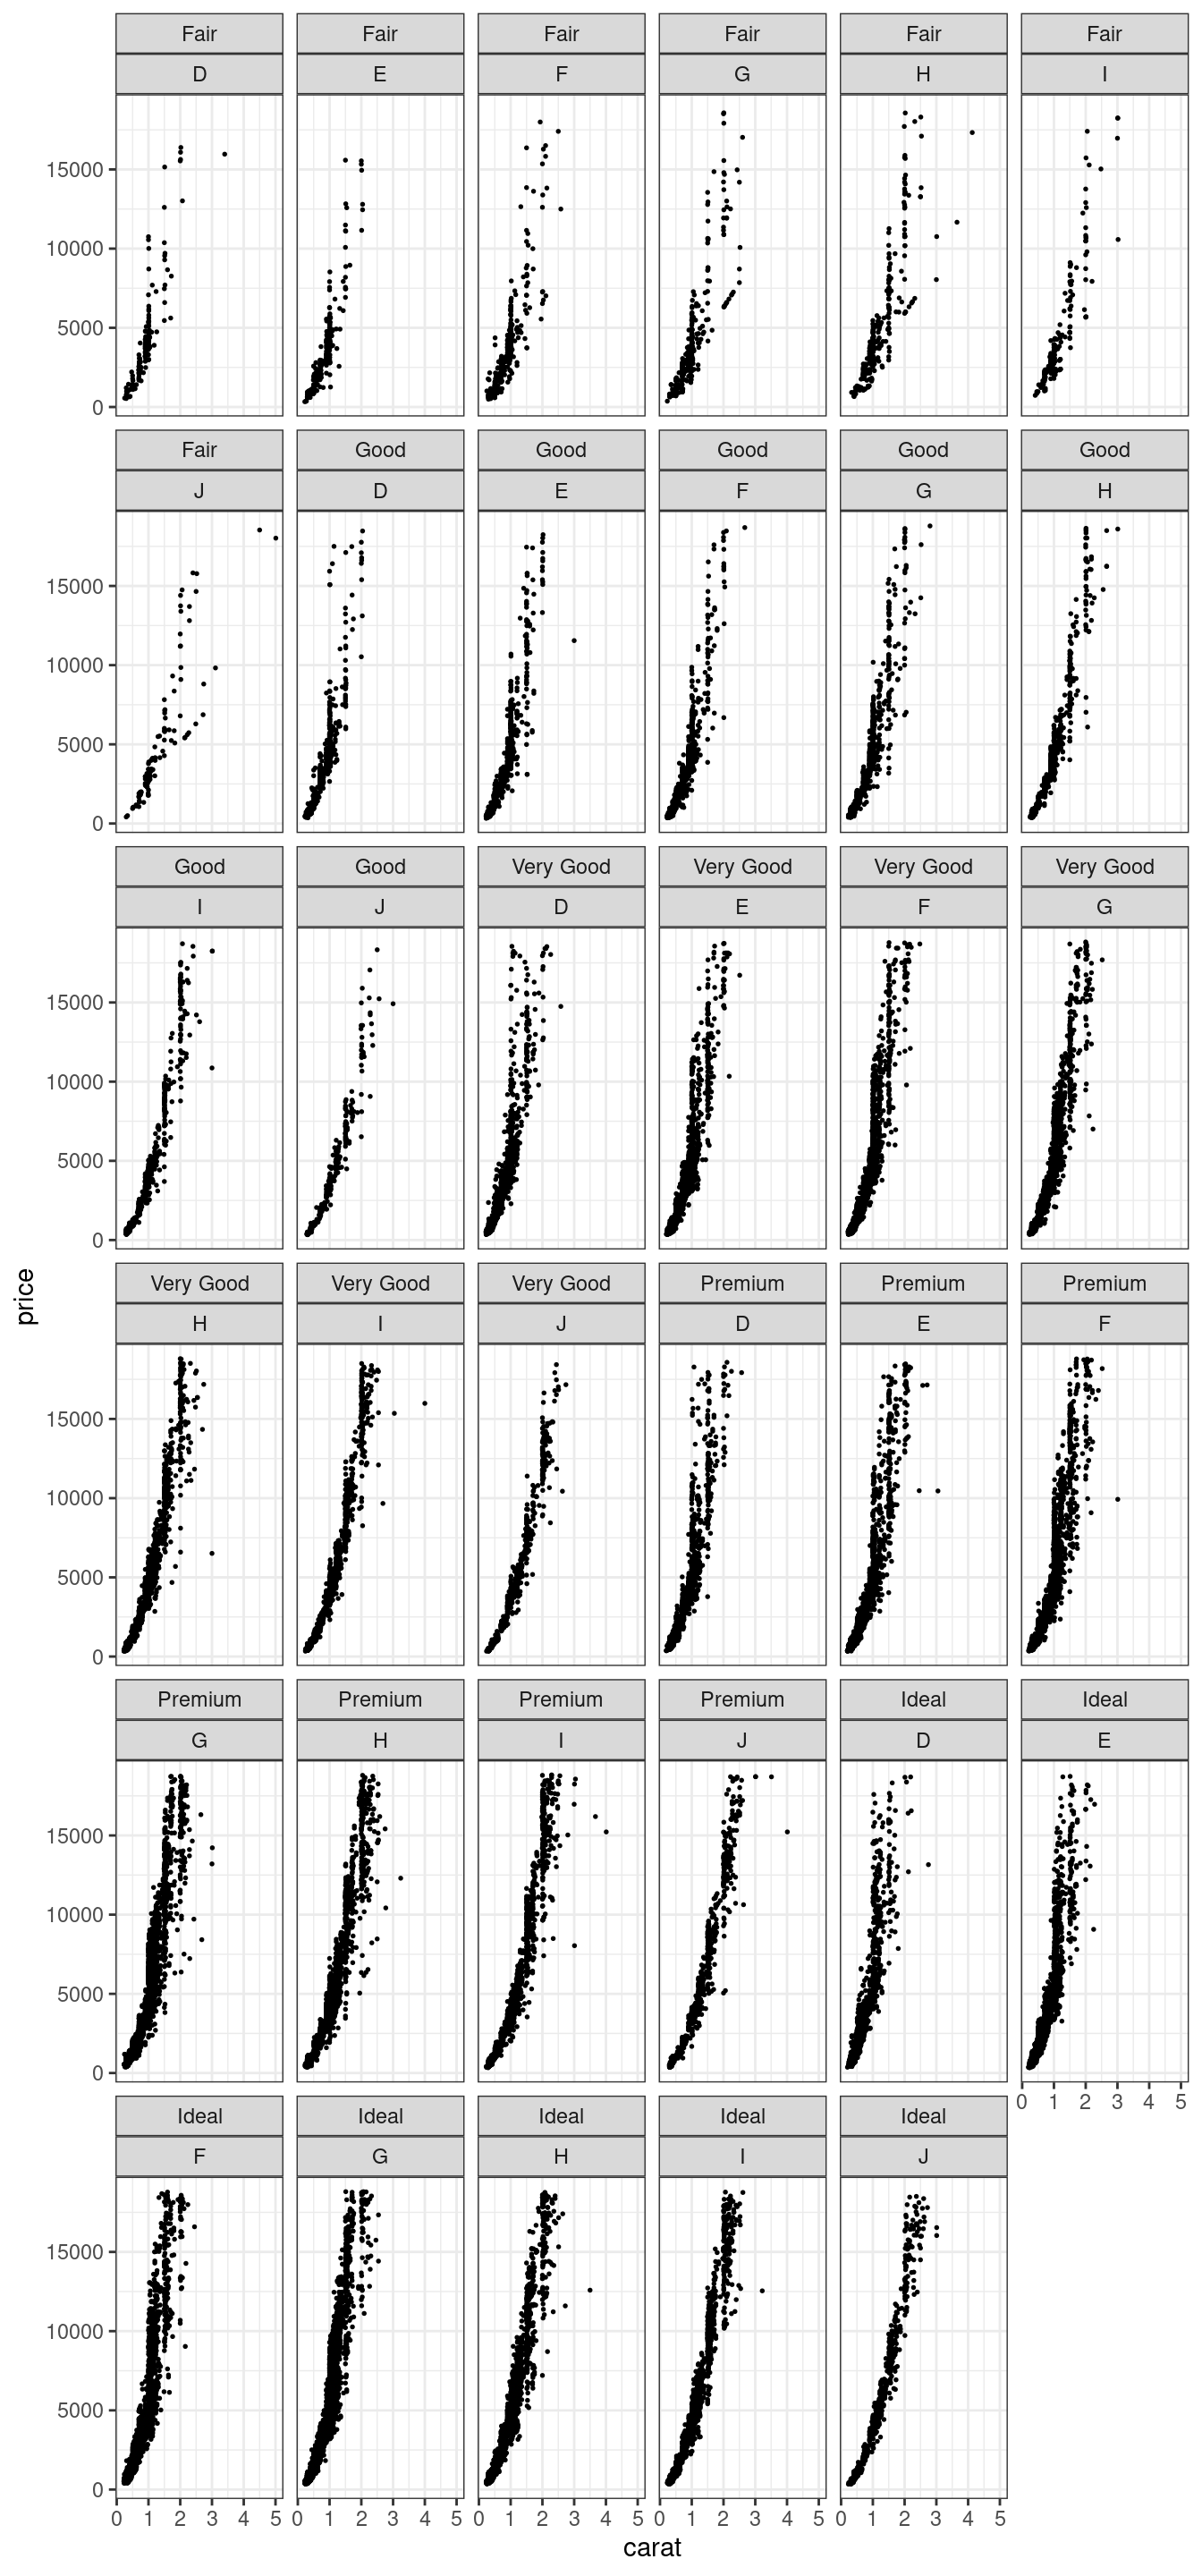 Fair Fair Fair Fair Fair Fair
D E F G H I
15000
10000
5000
0
Fair Good Good Good Good Good
J D E F G H
15000
10000
5000
0
Good Good Very Good Very Good Very Good Very Good
I J D E F G
15000
10000
5000
0
price
Very Good Very Good Very Good Premium Premium Premium
H I J D E F
15000
10000
5000
0
Premium Premium Premium Premium Ideal Ideal
G H I J D E
15000
10000
5000
0
0 1 2 3 4 5
Ideal Ideal Ideal Ideal Ideal
F G H I J
15000
10000
5000
0
0 1 2 3 4 5 0 1 2 3 4 5 0 1 2 3 4 5 0 1 2 3 4 5 0 1 2 3 4 5
carat